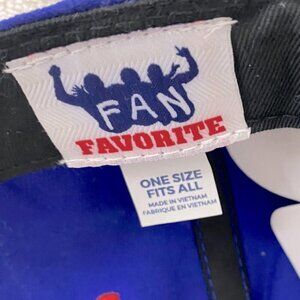 FAN
FAVORITE
ONE SIZE
FITS ALL
MADE IN VIETNAM
FABRIQUE EN VIETNAM